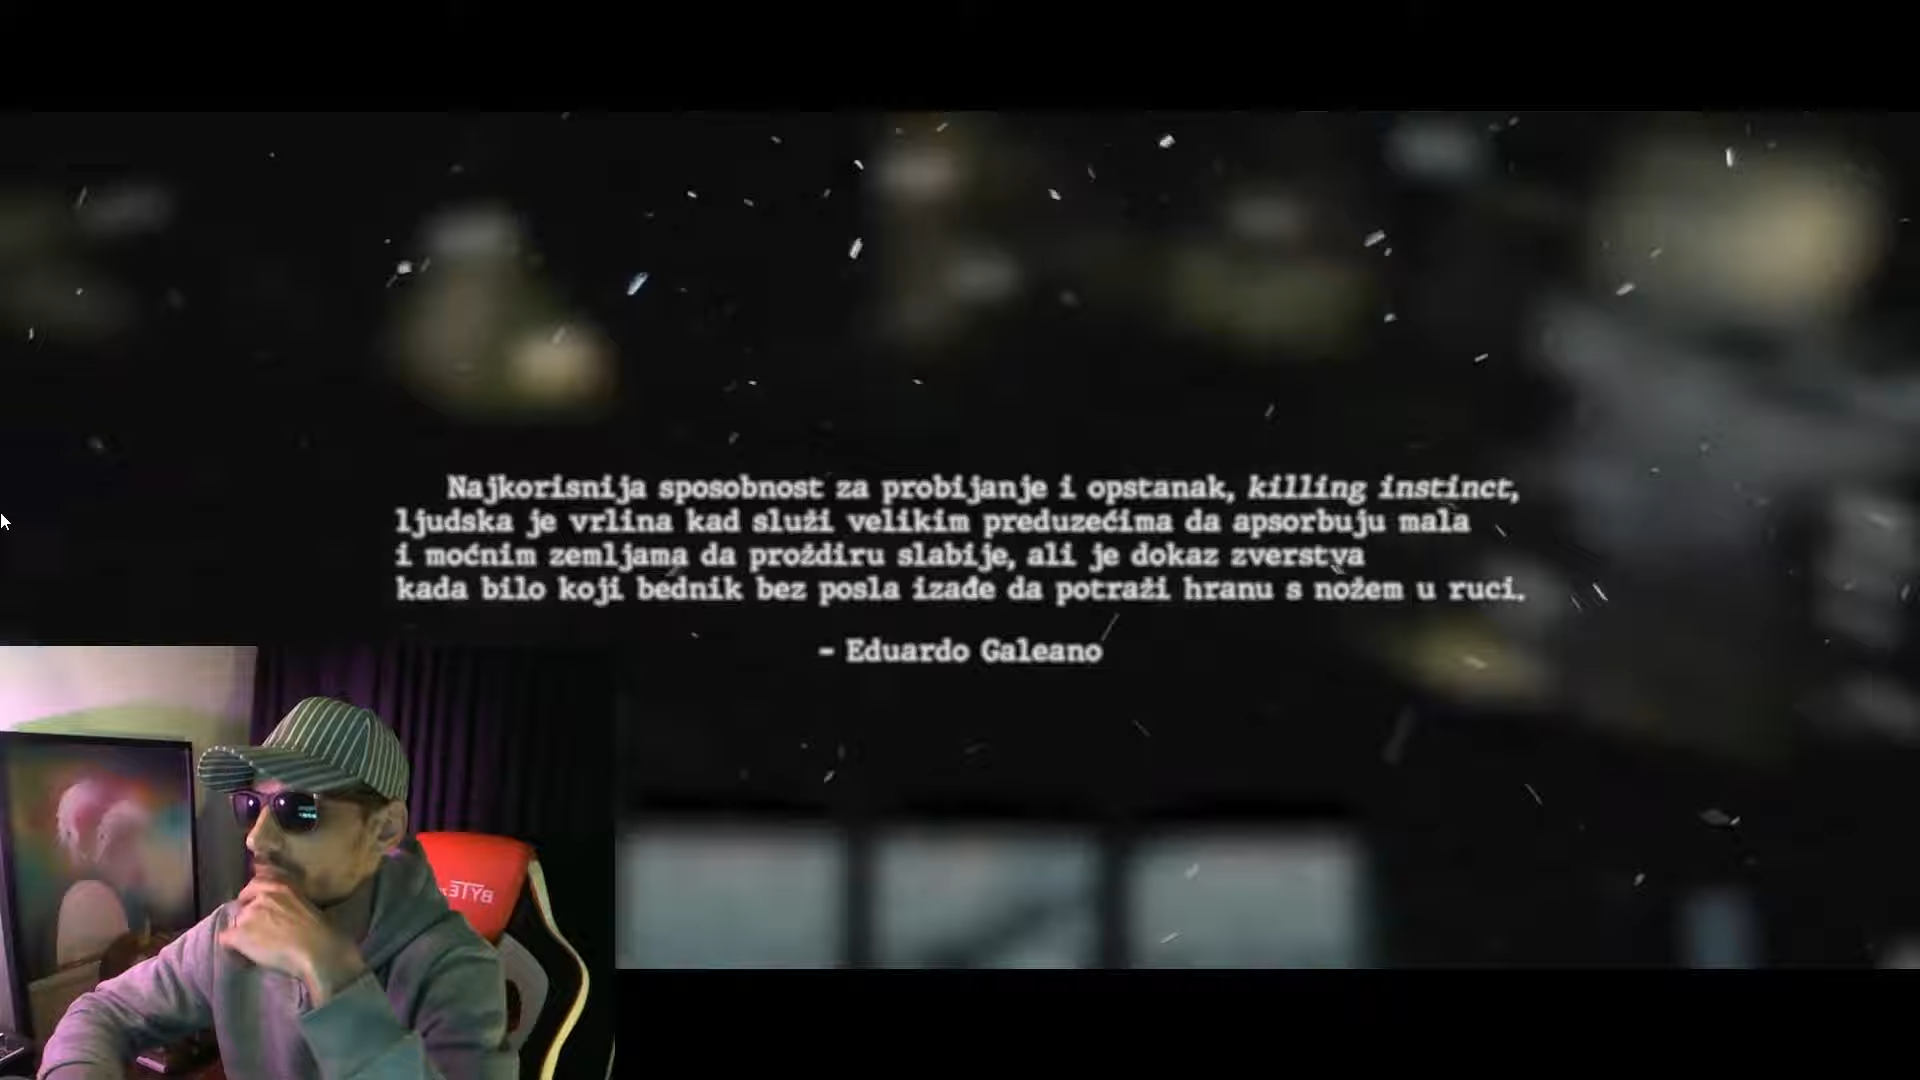 Najkorisnija sposobnost za probijanje i opstanak, killing instinct,
ljudska je vrlina kad služi velikim preduzećima da apsorbuju mala
i moćnim zemljama da proždiru slabije, ali je dokaz zverstva
kada bilo koji bednik bez posla izađe da potraži hranu s nožem u ruci.
- Eduardo Galeano
BYTE